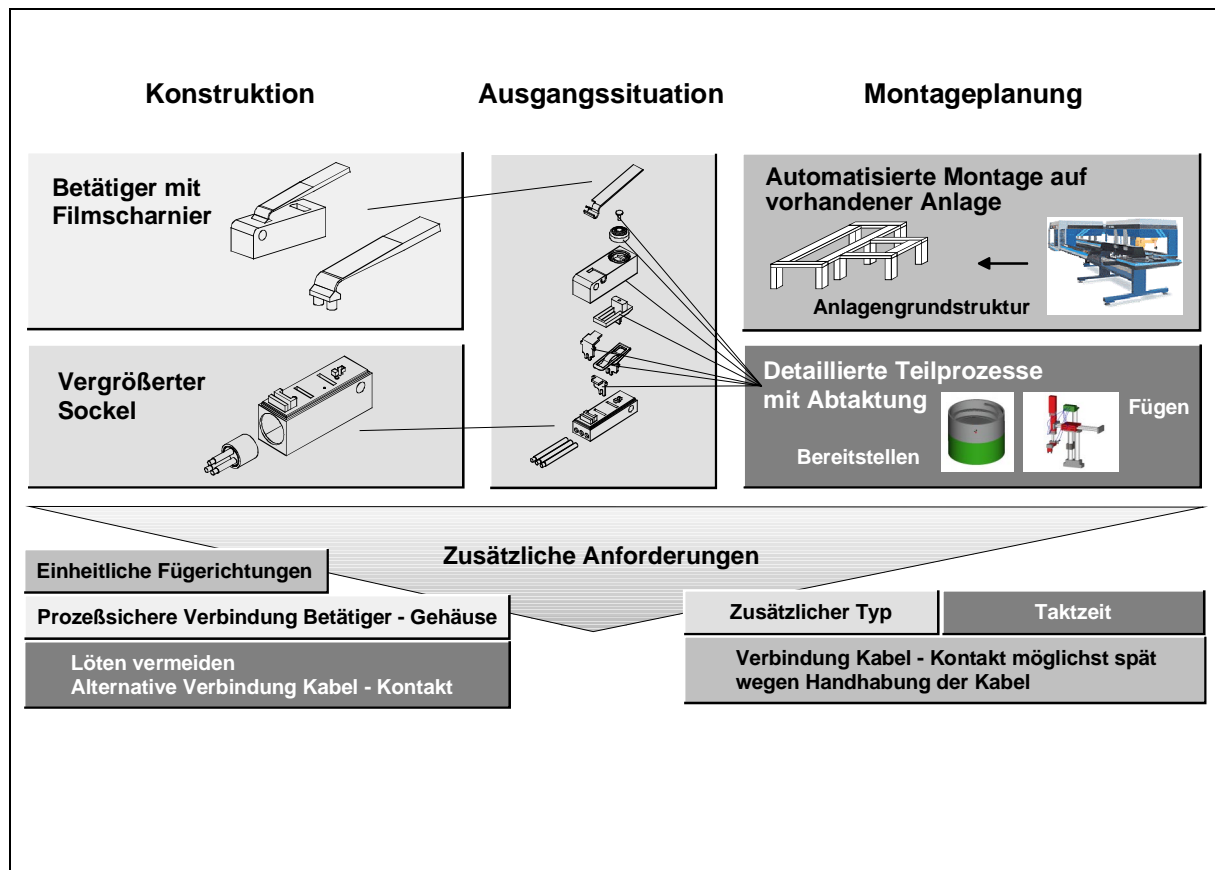 Konstruktion
Ausgangssituation
Montageplanung
Betätiger mit
Filmscharnier
Vergrößerter
Sockel
Automatisierte Montage auf
vorhandener Anlage
Anlagengrundstruktur
Detaillierte Teilprozesse
mit Abtaktung
Fügen
Bereitstellen
Zusätzliche Anforderungen
Einheitliche Fügerichtungen
Prozeßsichere Verbindung Betätiger - Gehäuse
Löten vermeiden
Alternative Verbindung Kabel - Kontakt
Zusätzlicher Typ
Taktzeit
Verbindung Kabel - Kontakt möglichst spät
wegen Handhabung der Kabel